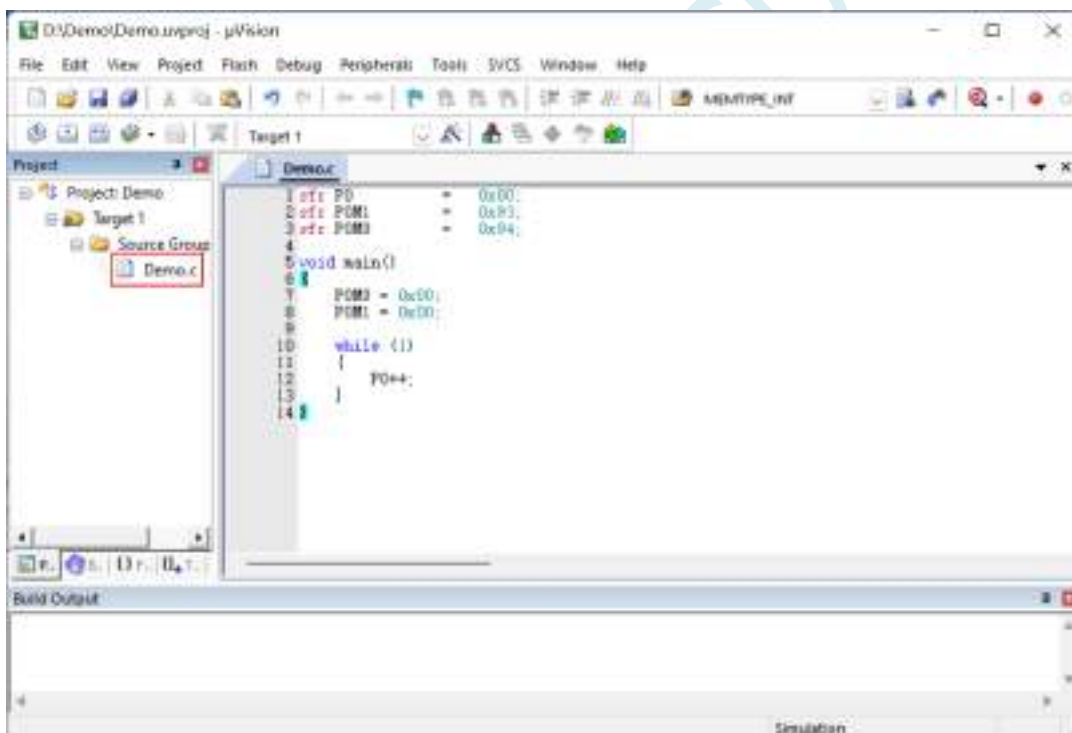 D:\Demo\Demo.uvproj - µVision
File Edit View Project Flash Debug Peripherals Tools SVCS Window Help
MEMTYPE_INT
Target 1
Project
Demo.c
Project: Demo
Target 1
Source Group
Demo.c
1 sfr P0 =
2 sfr P0M1 = 0x93;
3 sfr P0M0 = 0x94;
4
5 void main()
6 {
7 P0M0 = 0x00;
8 P0M1 = 0x00;
9
10 while (1)
11 {
12 P0++;
13 }
14 }
Build Output
Simulation